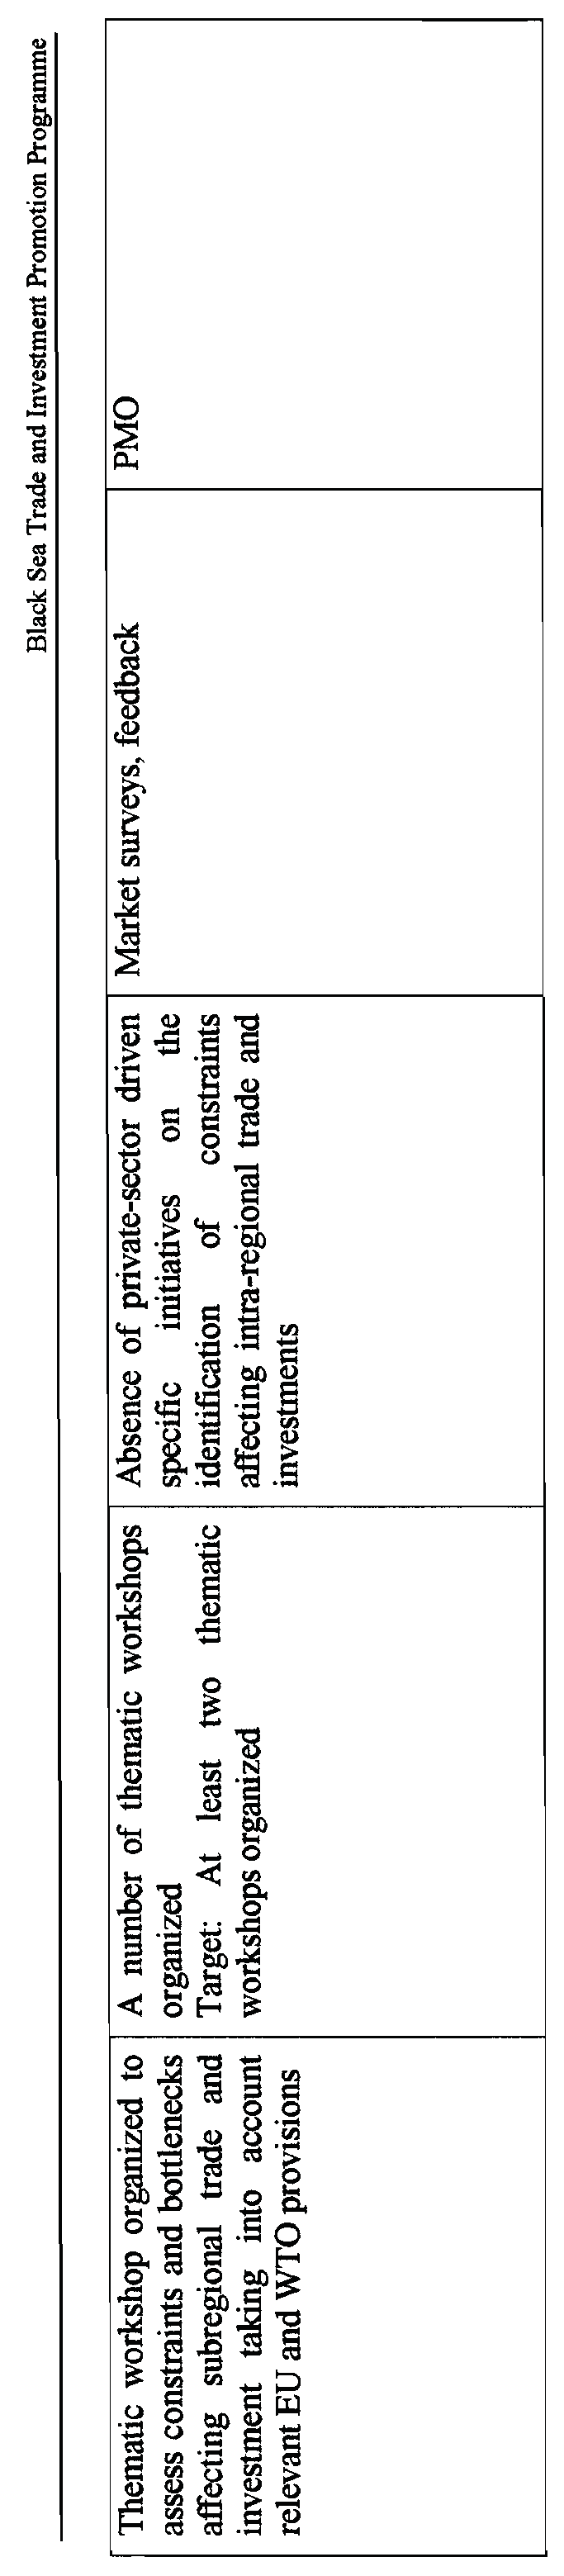 Black Sea Trade and Investment Promotion Programme
Thematic workshop organized to
assess constraints and bottlenecks
affecting subregional trade and
investment taking into account
relevant EU and WTO provisions
A number of thematic workshops
organized
Target: At least two thematic
workshops organized
Absence of private-sector driven
specific initiatives on the
identification of constraints
affecting intra-regional trade and
investments
Market surveys, feedback
PMO